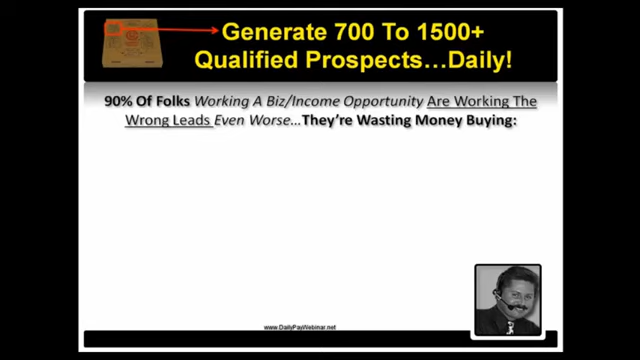 Generate 700 To 1500+
Qualified Prospects...Daily!
90% Of Folks Working A Biz/Income Opportunity Are Working The
Wrong Leads Even Worse...They're Wasting Money Buying:
www.DailyPayWebinar.net